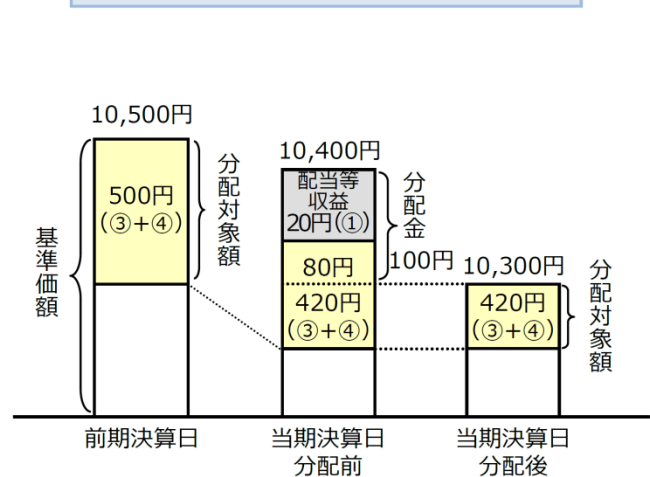 10,500円
500円
(③+④)
分配対象額
基準価額
前期決算日
10,400円
配当等
収益
20円(①)
80円
420円
(③+④)
分配金
100円
当期決算日
分配前
10,300円
420円
(③+④)
分配対象額
当期決算日
分配後